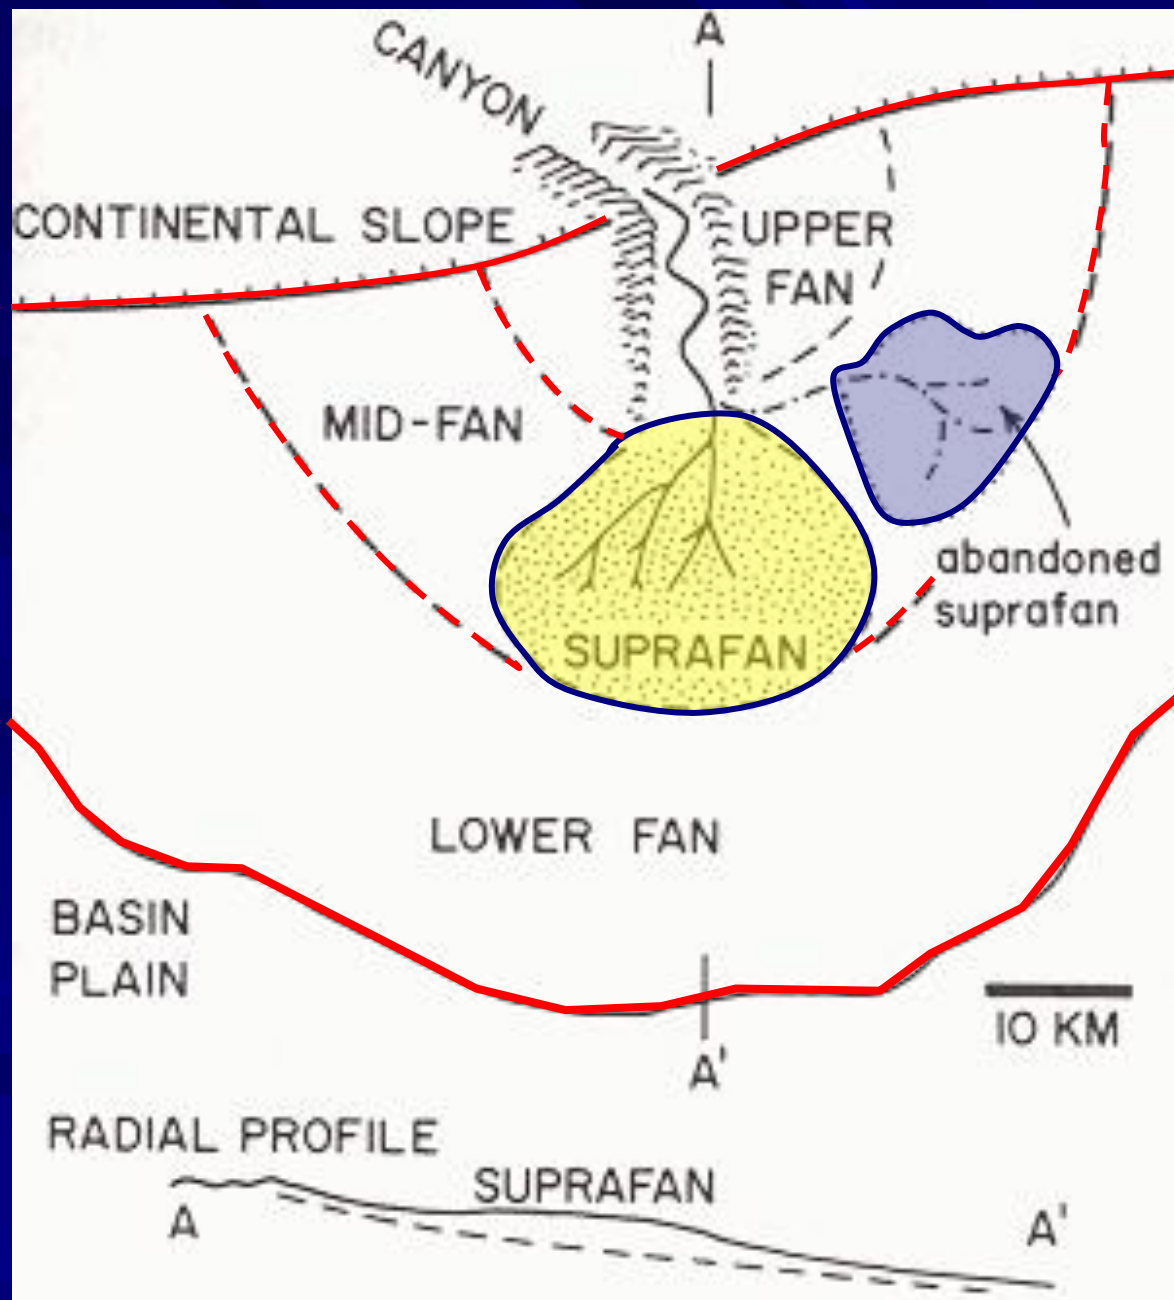 A
CANYON
CONTINENTAL SLOPE
UPPER
FAN
MID-FAN
abandoned
suprafan
SUPRAFAN
LOWER FAN
BASIN
PLAIN
10 KM
A'
RADIAL PROFILE
SUPRAFAN
A
A'